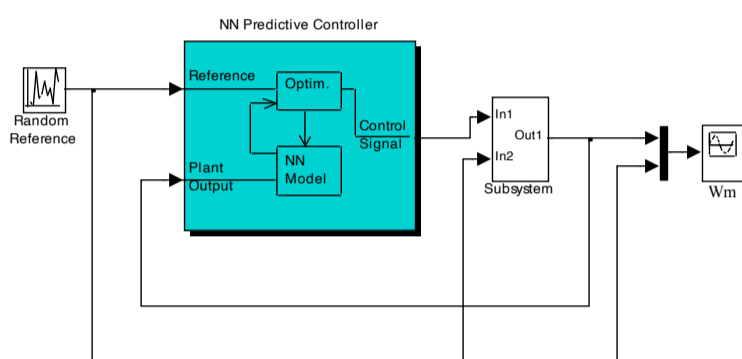 NN Predictive Controller
Random
Reference
Reference
Optim.
Control
Signal
Plant
Output
NN
Model
In1
Out1
In2
Subsystem
Wm